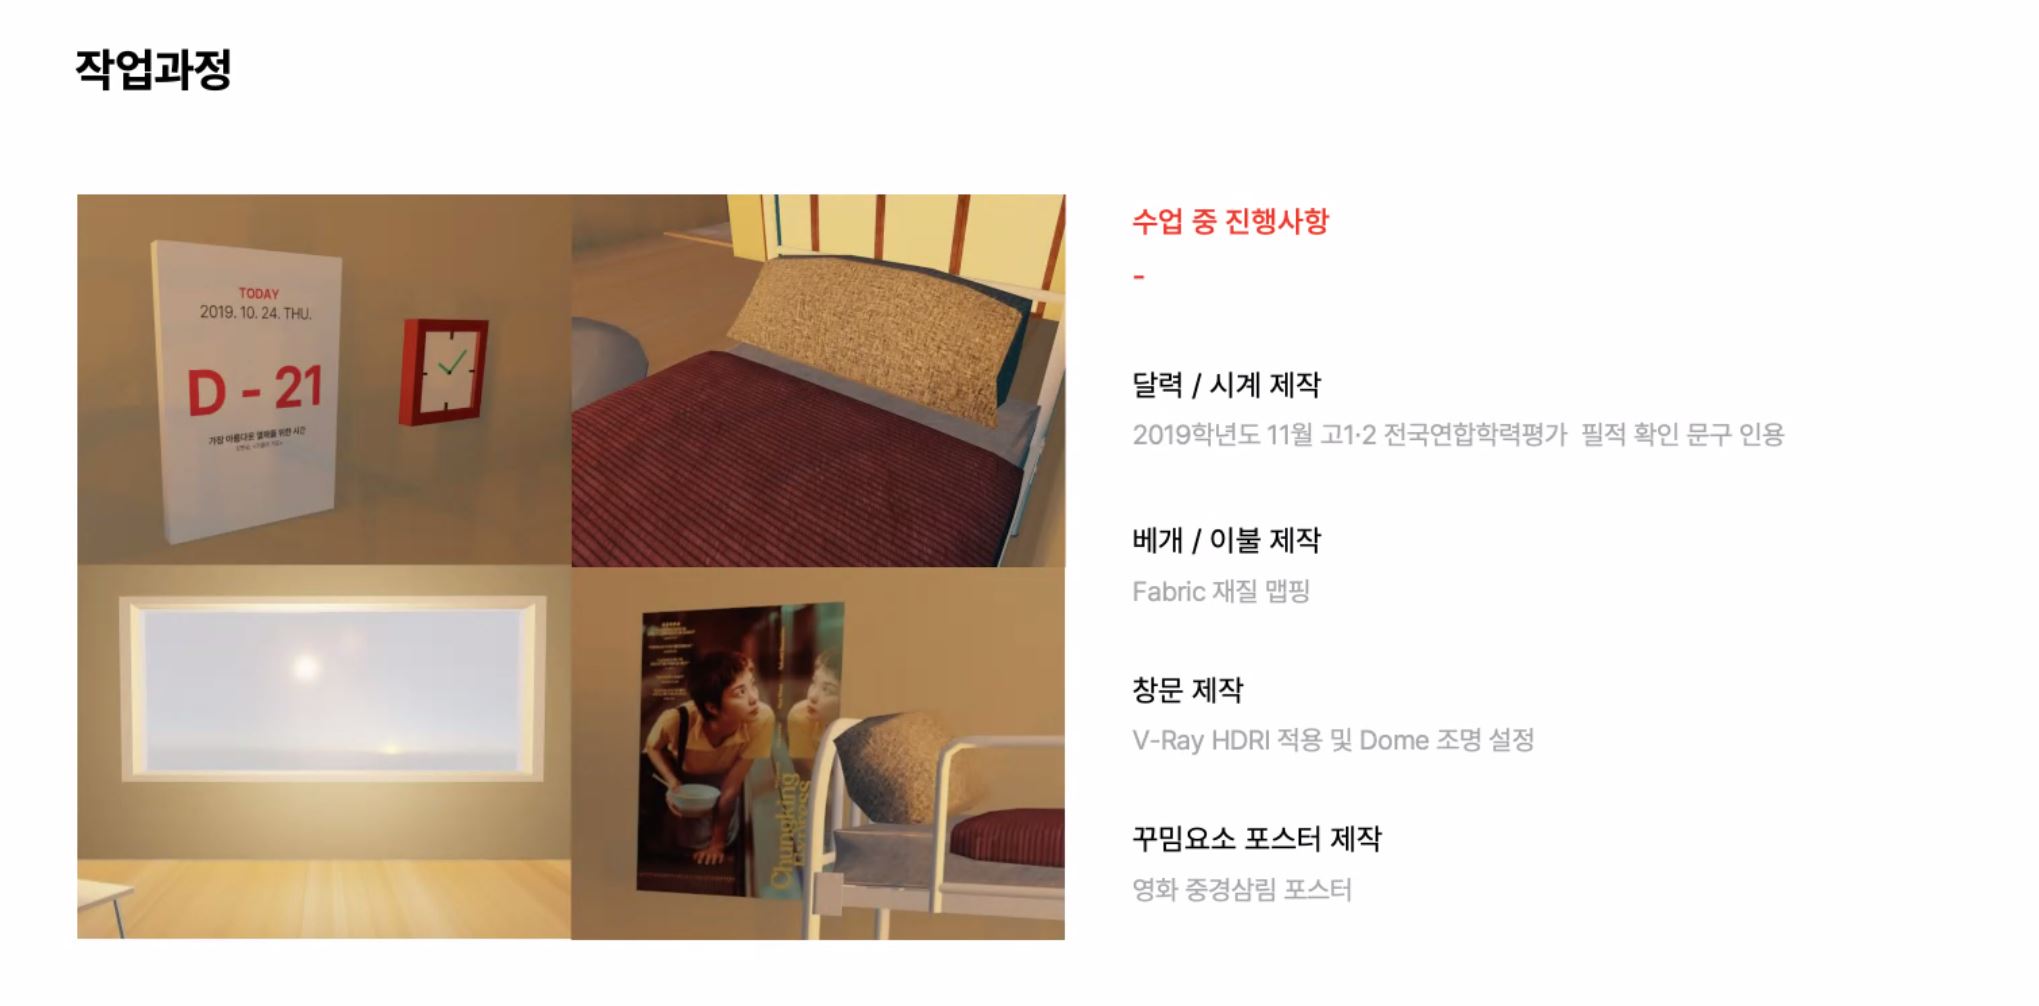 작업과정
TODAY
2019. 10. 24. THU.
D - 21
가장 아름다운 열매를 위한 시간
Chungking
Express
수업 중 진행사항
-
달력 / 시계 제작
2019학년도 11월 고1·2 전국연합학력평가 필적 확인 문구 인용
베개 / 이불 제작
Fabric 재질 맵핑
창문 제작
V-Ray HDRI 적용 및 Dome 조명 설정
꾸밈요소 포스터 제작
영화 중경삼림 포스터